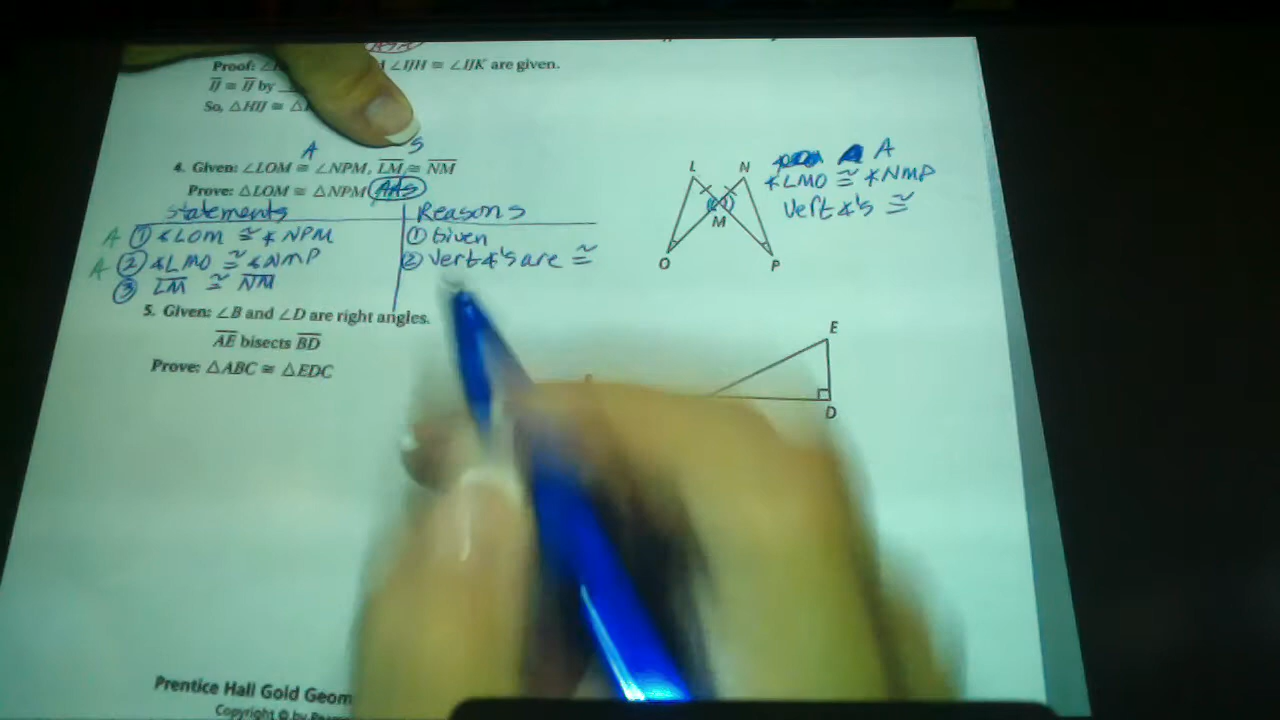 Proof: ∠IJH ≅ ∠IJK are given.
IJ ≅ IJ by
So, △HIJ ≅ △
A S
4. Given: ∠LOM ≅ ∠NPM, LM ≅ NM
Prove: △LOM ≅ △NPM AAS
Statements Reasons
A ① ∡LOM ≅ ∡NPM ① Given
A ② ∡LMO ≅ ∡NMP ② Vert ∡'s are ≅
③ LM ≅ NM
L N
M
O P
A
∡LMO ≅ ∡NMP
Vert ∡'s ≅
5. Given: ∠B and ∠D are right angles.
AE bisects BD
Prove: △ABC ≅ △EDC
E
D
Prentice Hall Gold Geom
Copyright © by